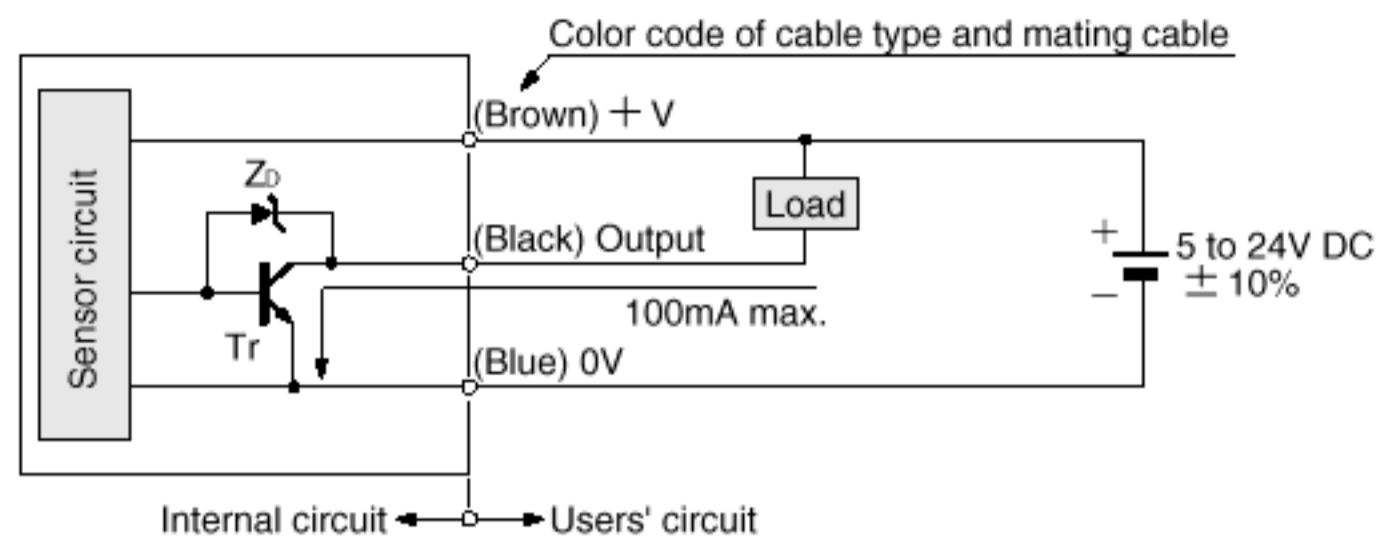 Color code of cable type and mating cable
(Brown) + V
Sensor circuit
ZD
Load
(Black) Output
+
5 to 24V DC
± 10%
−
100mA max.
Tr
(Blue) 0V
Internal circuit
Users' circuit